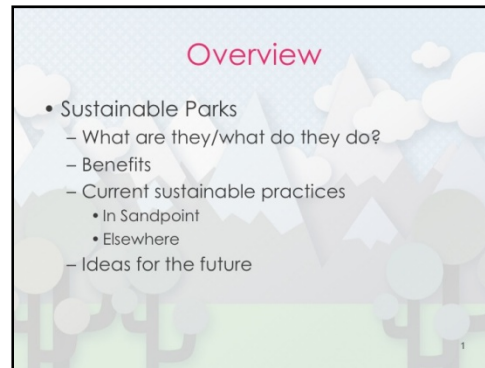 Overview
• Sustainable Parks
– What are they/what do they do?
– Benefits
– Current sustainable practices
• In Sandpoint
• Elsewhere
– Ideas for the future
1